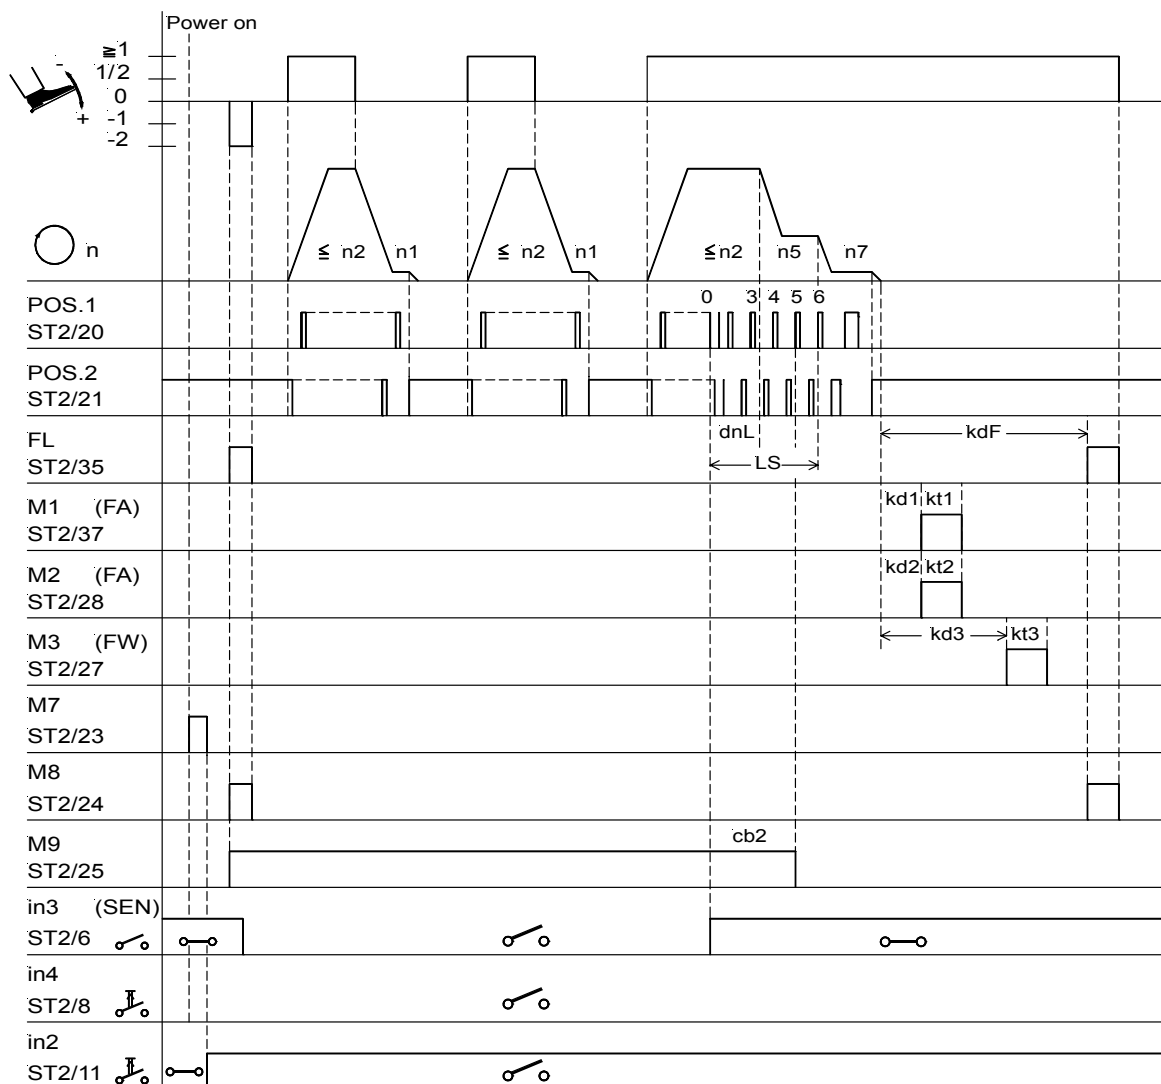 Power on
≧1
1/2
0
-1
-2
-
+
n
≦ n2 n1 ≦ n2 n1 ≦ n2 n5 n7
POS.1
ST2/20
0 3 4 5 6
POS.2
ST2/21
dnL
LS
kdF
FL
ST2/35
M1 (FA)
ST2/37
kd1 kt1
M2 (FA)
ST2/28
kd2 kt2
M3 (FW)
ST2/27
kd3 kt3
M7
ST2/23
M8
ST2/24
M9
ST2/25
cb2
in3 (SEN)
ST2/6
in4
ST2/8
in2
ST2/11